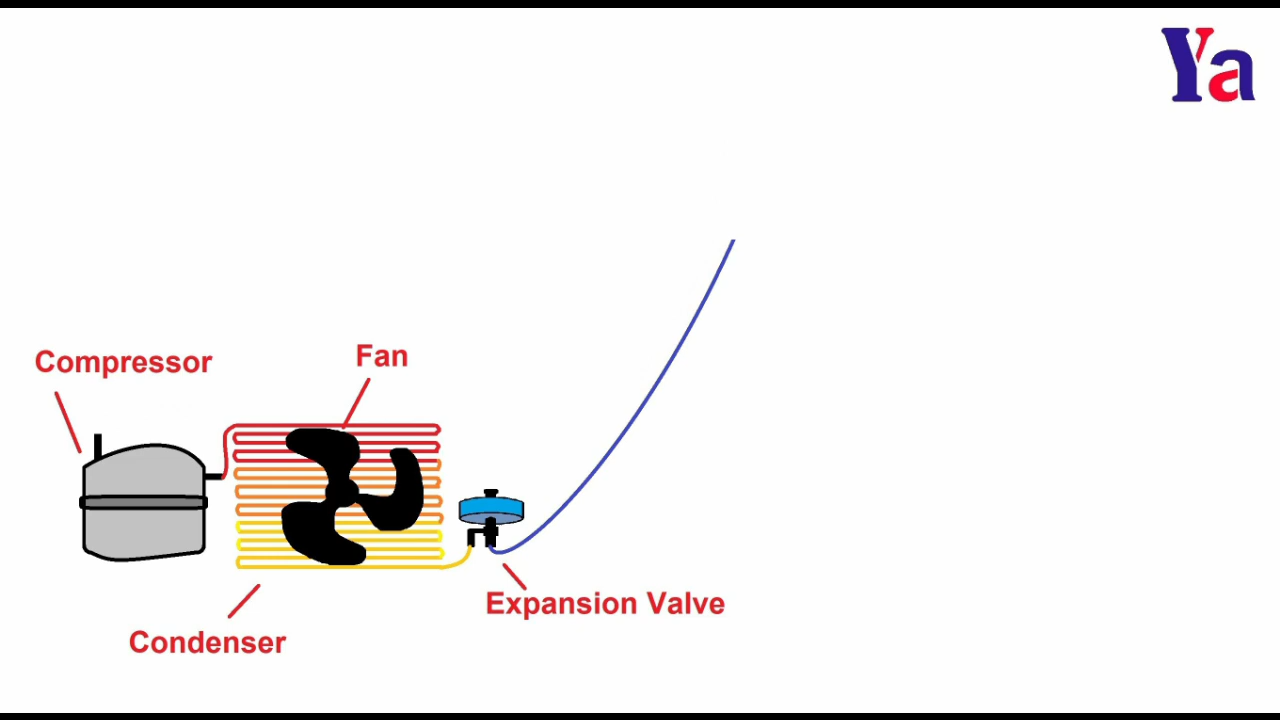 Ya
Fan
Compressor
Expansion Valve
Condenser